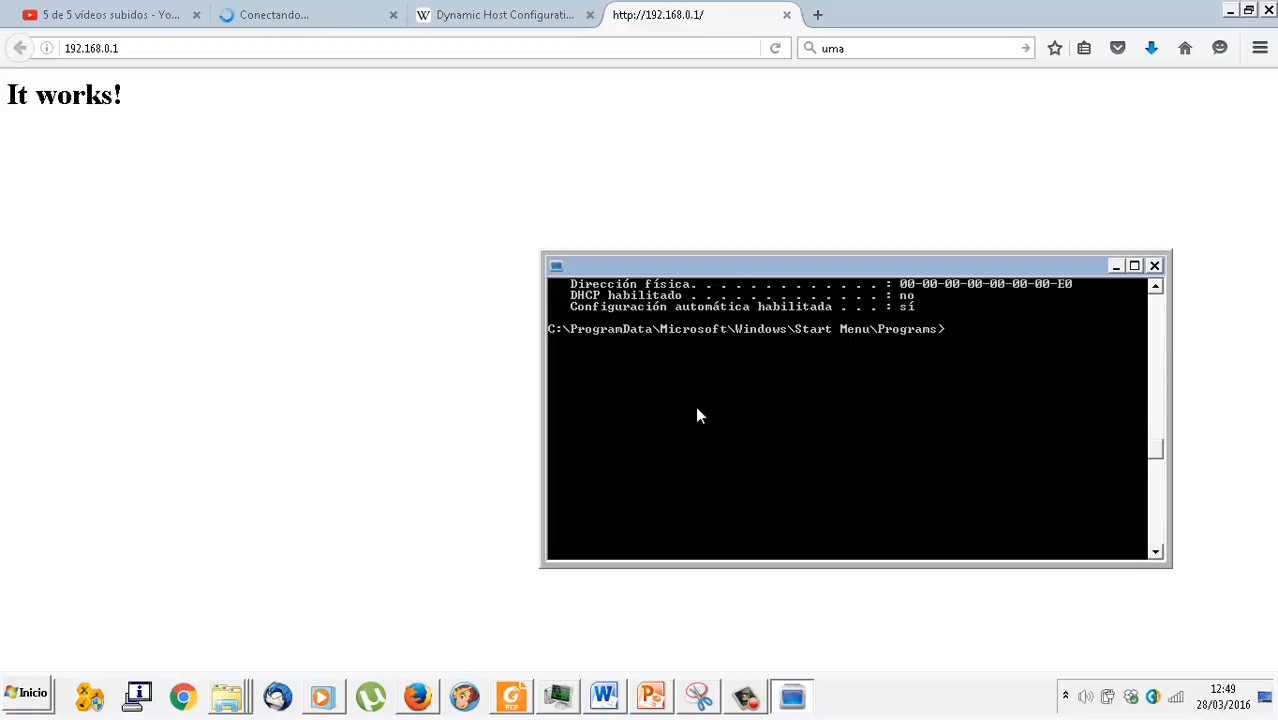 5 de 5 vídeos subidos - Yo...
Conectando...
W Dynamic Host Configurati...
http://192.168.0.1/
192.168.0.1
uma
It works!
Dirección física. . . . . . . . . . . . . : 00-00-00-00-00-00-00-E0
DHCP habilitado . . . . . . . . . . . . . : no
Configuración automática habilitada . . . : sí
C:\ProgramData\Microsoft\Windows\Start Menu\Programs>
Inicio
PDF
W
P
12:49
28/03/2016